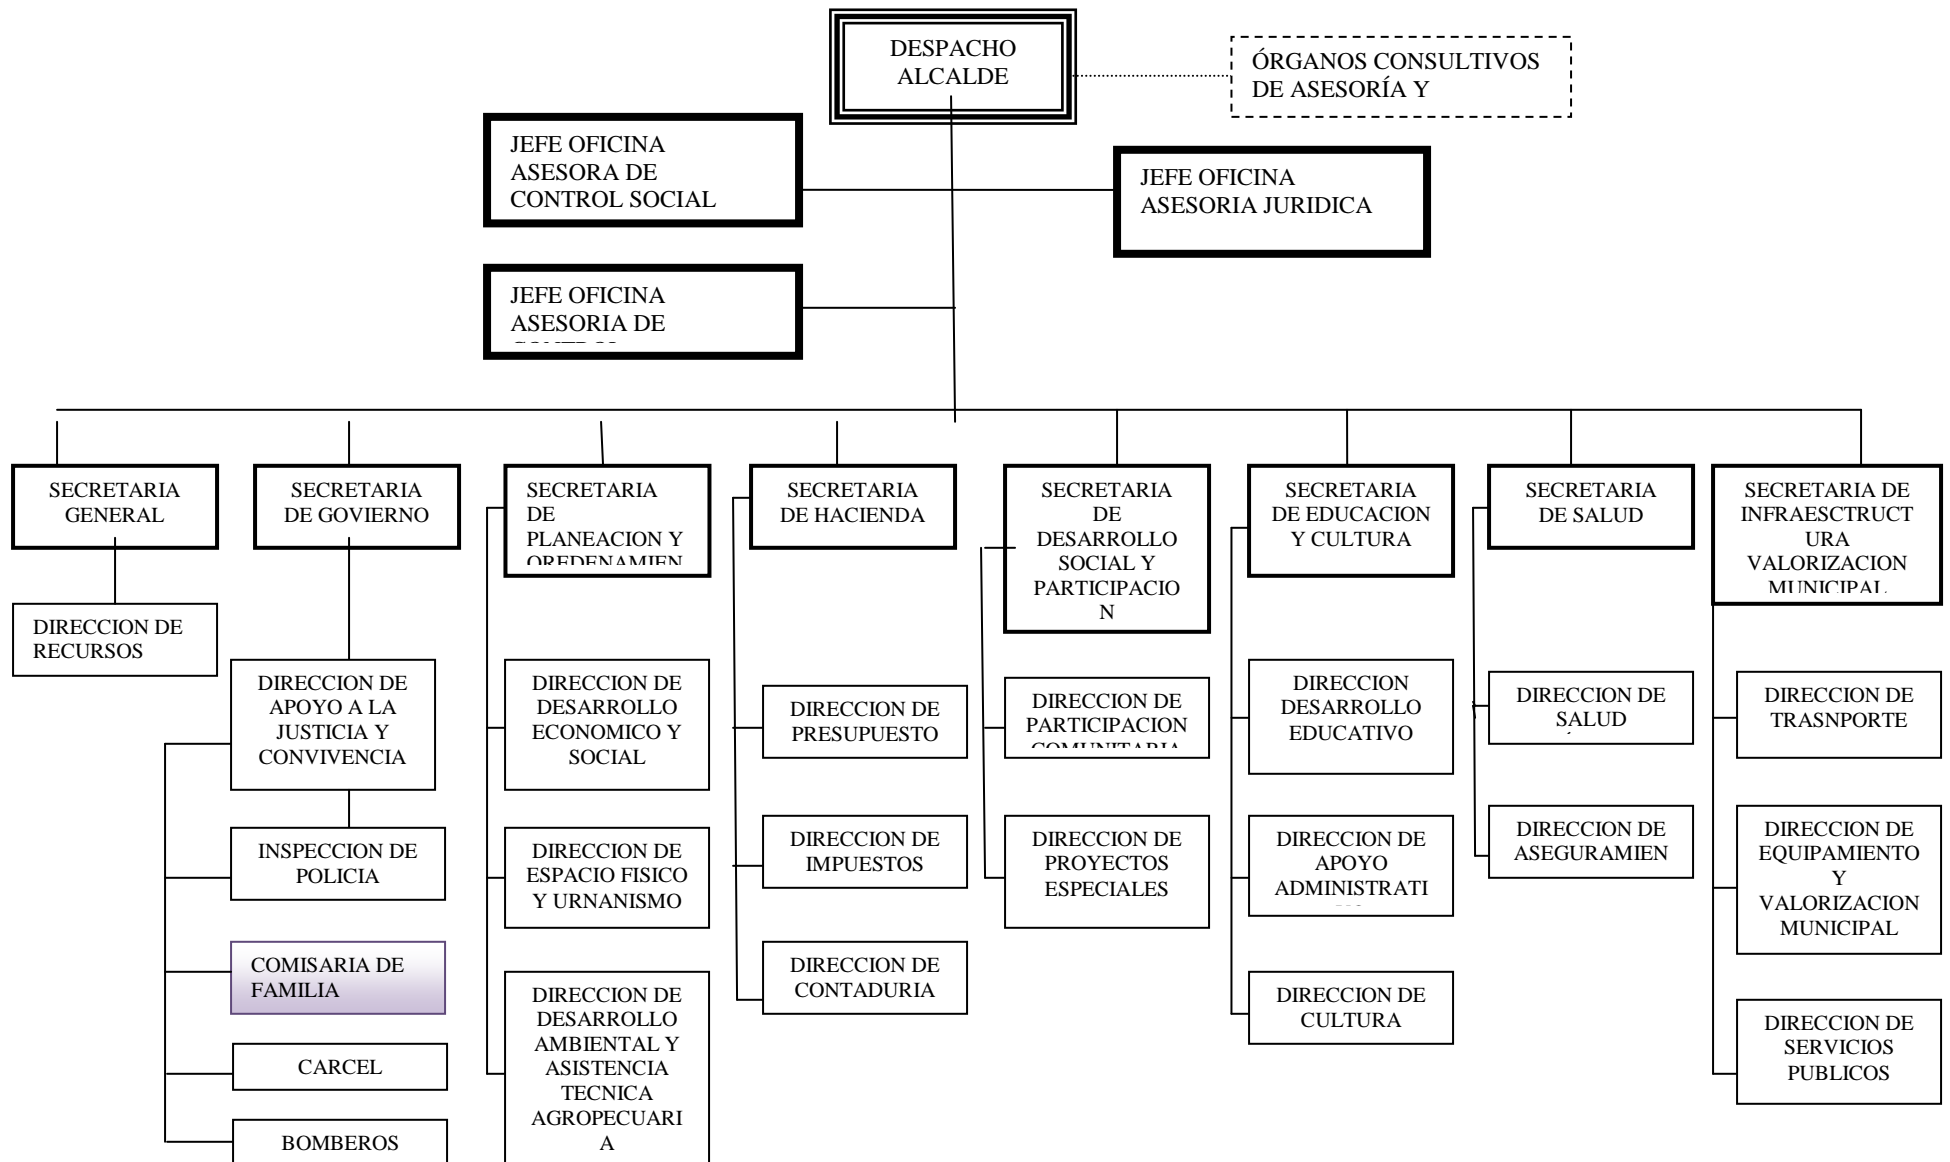 DESPACHO
ALCALDE
ÓRGANOS CONSULTIVOS
DE ASESORÍA Y
JEFE OFICINA
ASESORA DE
CONTROL SOCIAL
JEFE OFICINA
ASESORIA JURIDICA
JEFE OFICINA
ASESORIA DE
SECRETARIA
GENERAL
SECRETARIA
DE GOVIERNO
SECRETARIA
DE
PLANEACION Y
OREDENAMIEN
SECRETARIA
DE HACIENDA
SECRETARIA
DE
DESARROLLO
SOCIAL Y
PARTICIPACIO
N
SECRETARIA
DE EDUCACION
Y CULTURA
SECRETARIA
DE SALUD
SECRETARIA DE
INFRAESCTRUCT
URA
VALORIZACION
MUNICIPAL
DIRECCION DE
RECURSOS
DIRECCION DE
APOYO A LA
JUSTICIA Y
CONVIVENCIA
INSPECCION DE
POLICIA
COMISARIA DE
FAMILIA
CARCEL
BOMBEROS
DIRECCION DE
DESARROLLO
ECONOMICO Y
SOCIAL
DIRECCION DE
ESPACIO FISICO
Y URNANISMO
DIRECCION DE
DESARROLLO
AMBIENTAL Y
ASISTENCIA
TECNICA
AGROPECUARI
A
DIRECCION DE
PRESUPUESTO
DIRECCION DE
IMPUESTOS
DIRECCION DE
CONTADURIA
DIRECCION DE
PARTICIPACION
COMUNITARIA
DIRECCION DE
PROYECTOS
ESPECIALES
DIRECCION
DESARROLLO
EDUCATIVO
DIRECCION DE
APOYO
ADMINISTRATI
DIRECCION DE
CULTURA
DIRECCION DE
SALUD
DIRECCION DE
ASEGURAMIEN
DIRECCION DE
TRASNPORTE
DIRECCION DE
EQUIPAMIENTO
Y
VALORIZACION
MUNICIPAL
DIRECCION DE
SERVICIOS
PUBLICOS